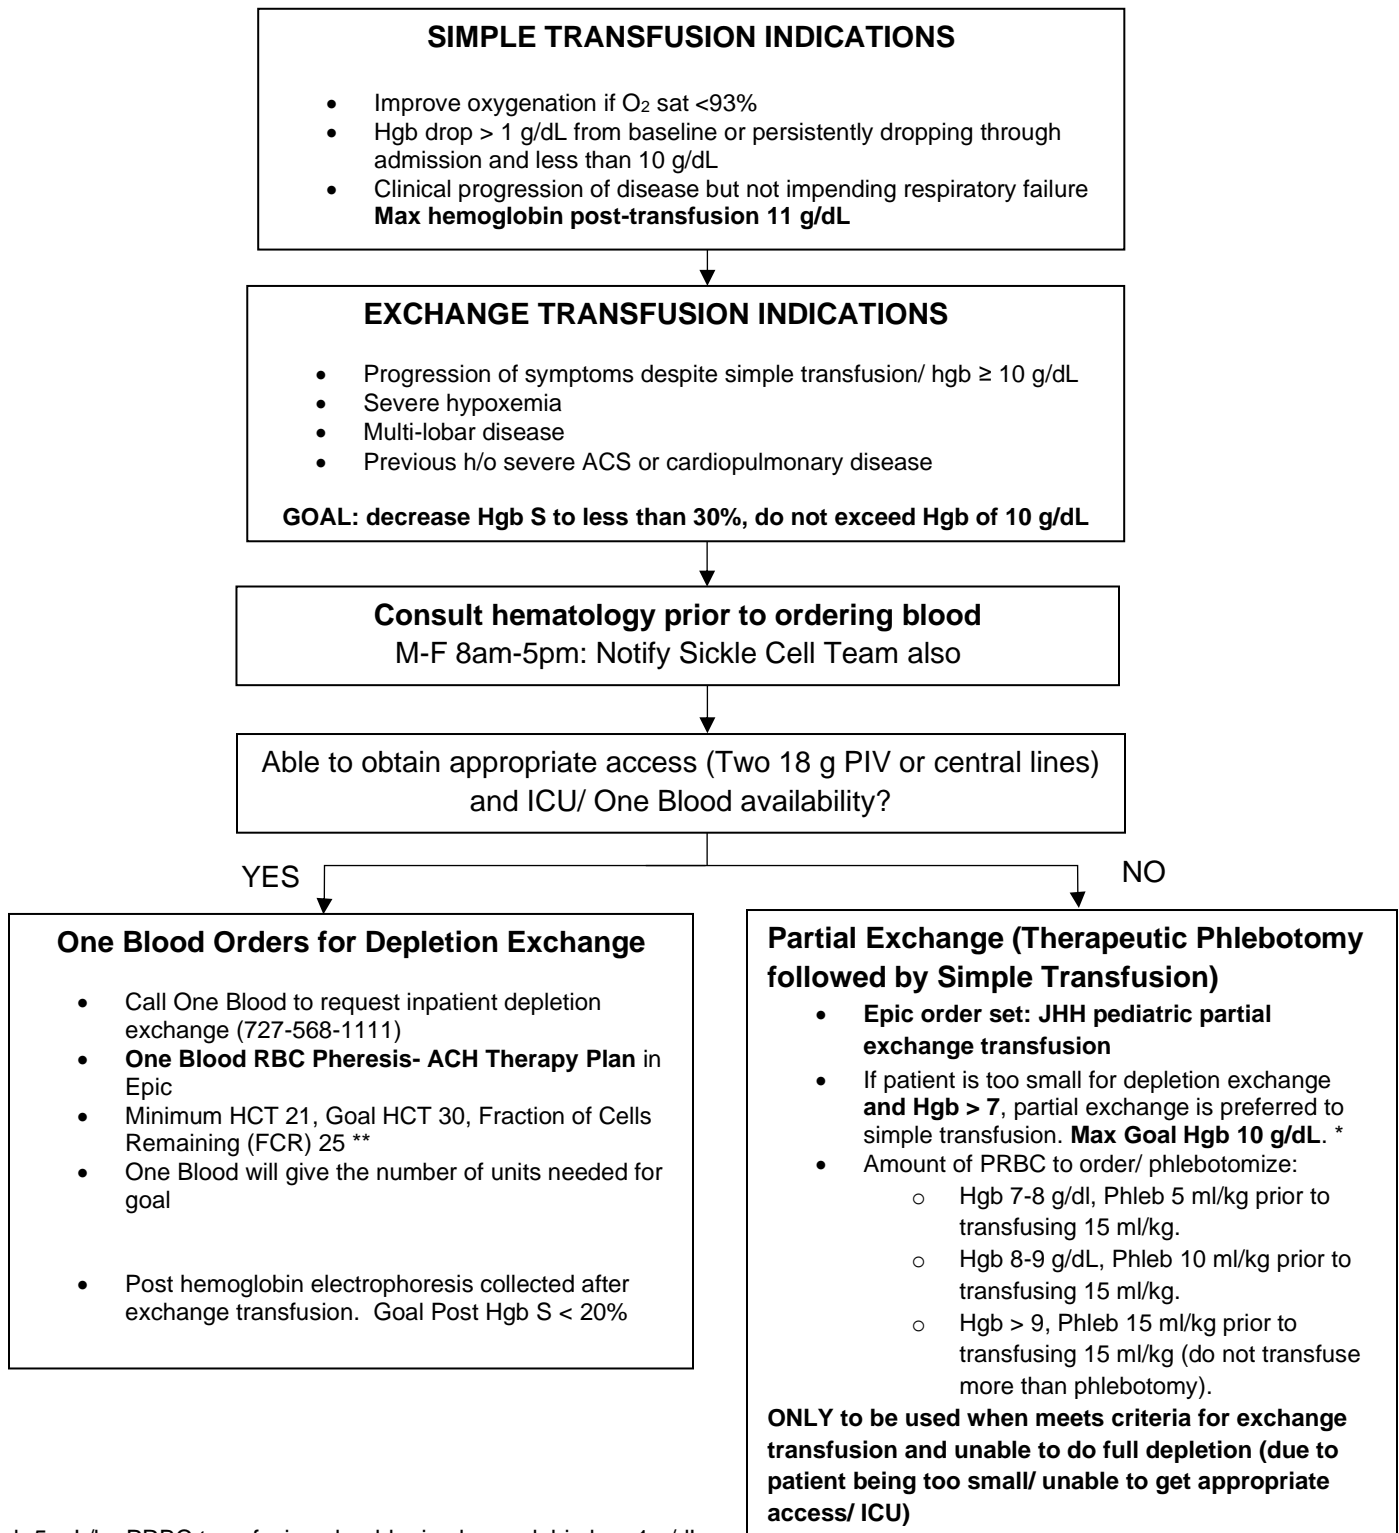 SIMPLE TRANSFUSION INDICATIONS
• Improve oxygenation if O₂ sat <93%
• Hgb drop > 1 g/dL from baseline or persistently dropping through
admission and less than 10 g/dL
• Clinical progression of disease but not impending respiratory failure
Max hemoglobin post-transfusion 11 g/dL
EXCHANGE TRANSFUSION INDICATIONS
• Progression of symptoms despite simple transfusion/ hgb ≥ 10 g/dL
• Severe hypoxemia
• Multi-lobar disease
• Previous h/o severe ACS or cardiopulmonary disease
GOAL: decrease Hgb S to less than 30%, do not exceed Hgb of 10 g/dL
Consult hematology prior to ordering blood
M-F 8am-5pm: Notify Sickle Cell Team also
Able to obtain appropriate access (Two 18 g PIV or central lines)
and ICU/ One Blood availability?
YES
NO
One Blood Orders for Depletion Exchange
• Call One Blood to request inpatient depletion
exchange (727-568-1111)
• One Blood RBC Pheresis- ACH Therapy Plan in
Epic
• Minimum HCT 21, Goal HCT 30, Fraction of Cells
Remaining (FCR) 25 **
• One Blood will give the number of units needed for
goal
• Post hemoglobin electrophoresis collected after
exchange transfusion. Goal Post Hgb S < 20%
Partial Exchange (Therapeutic Phlebotomy
followed by Simple Transfusion)
• Epic order set: JHH pediatric partial
exchange transfusion
• If patient is too small for depletion exchange
and Hgb > 7, partial exchange is preferred to
simple transfusion. Max Goal Hgb 10 g/dL. *
• Amount of PRBC to order/ phlebotomize:
○ Hgb 7-8 g/dl, Phleb 5 ml/kg prior to
transfusing 15 ml/kg.
○ Hgb 8-9 g/dL, Phleb 10 ml/kg prior to
transfusing 15 ml/kg.
○ Hgb > 9, Phleb 15 ml/kg prior to
transfusing 15 ml/kg (do not transfuse
more than phlebotomy).
ONLY to be used when meets criteria for exchange
transfusion and unable to do full depletion (due to
patient being too small/ unable to get appropriate
access/ ICU)